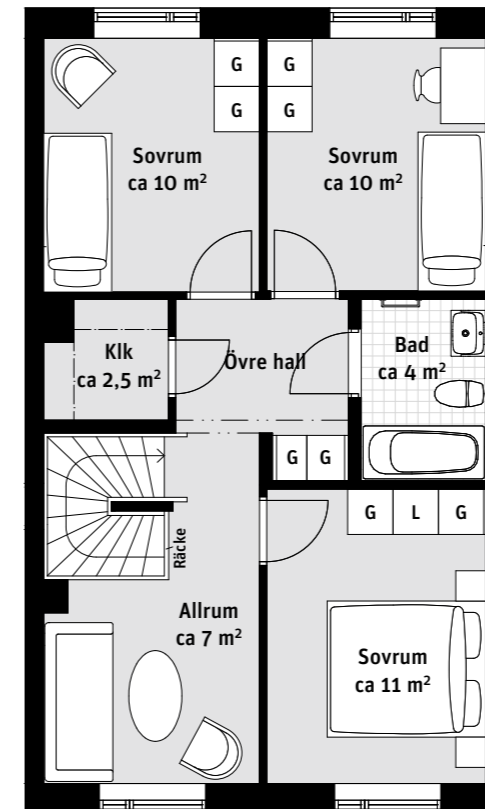 G
G
G
G
Sovrum
ca 10 m²
Sovrum
ca 10 m²
Klk
ca 2,5 m²
Övre hall
Bad
ca 4 m²
G G
G L G
Räcke
Allrum
ca 7 m²
Sovrum
ca 11 m²